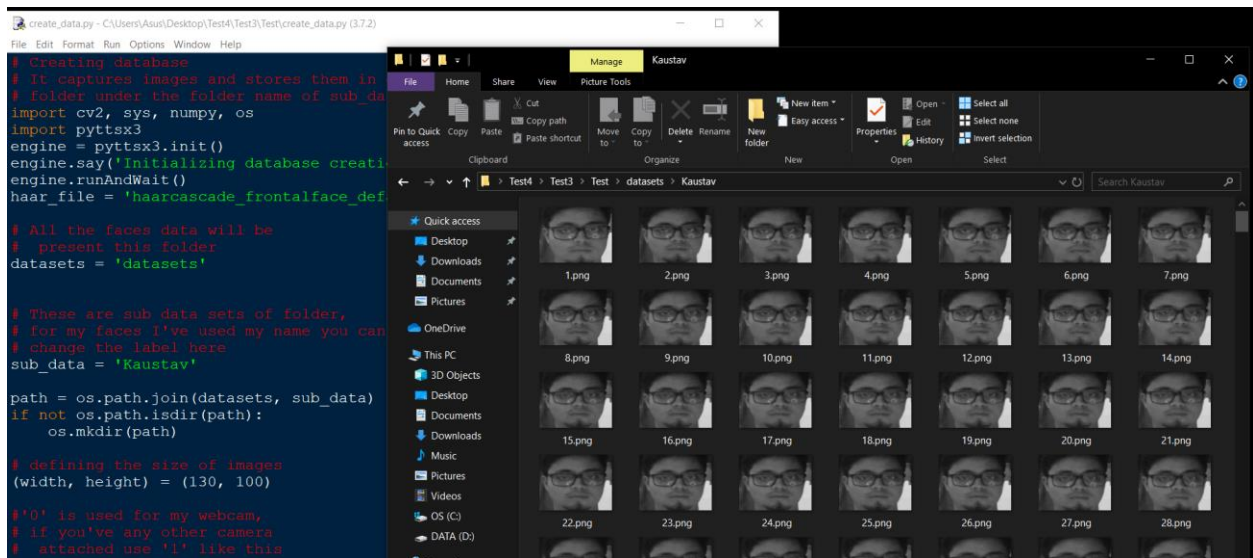 create_data.py - C:\Users\Asus\Desktop\Test4\Test3\Test\create_data.py (3.7.2)
File Edit Format Run Options Window Help
# Creating database
# It captures images and stores them in
# folder under the folder name of sub_da
import cv2, sys, numpy, os
import pyttsx3
engine = pyttsx3.init()
engine.say('Initializing database creati
engine.runAndWait()
haar_file = 'haarcascade_frontalface_def
# All the faces data will be
#  present this folder
datasets = 'datasets'
# These are sub data sets of folder,
# for my faces I've used my name you can
# change the label here
sub_data = 'Kaustav'
path = os.path.join(datasets, sub_data)
if not os.path.isdir(path):
    os.mkdir(path)
# defining the size of images
(width, height) = (130, 100)
#'0' is used for my webcam,
# if you've any other camera
#  attached use '1' like this
Manage Kaustav
File Home Share View Picture Tools
Pin to Quick access
Copy
Paste
Cut
Copy path
Paste shortcut
Clipboard
Move to
Copy to
Delete
Rename
Organize
New folder
New item
Easy access
New
Properties
Open
Edit
History
Open
Select all
Select none
Invert selection
Select
Test4 > Test3 > Test > datasets > Kaustav
Search Kaustav
Quick access
Desktop
Downloads
Documents
Pictures
OneDrive
This PC
3D Objects
Desktop
Documents
Downloads
Music
Pictures
Videos
OS (C:)
DATA (D:)
1.png 2.png 3.png 4.png 5.png 6.png 7.png
8.png 9.png 10.png 11.png 12.png 13.png 14.png
15.png 16.png 17.png 18.png 19.png 20.png 21.png
22.png 23.png 24.png 25.png 26.png 27.png 28.png